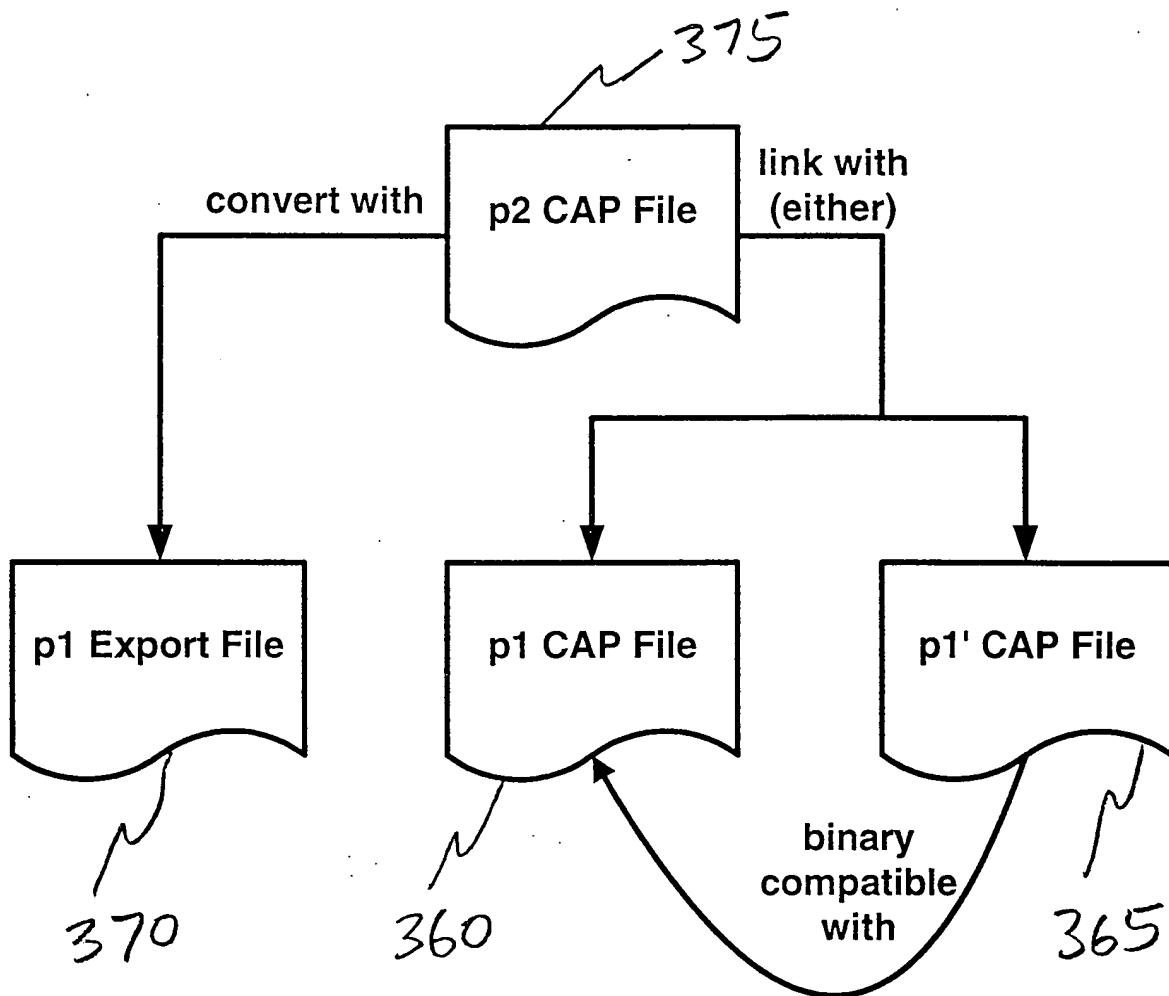 375
convert with
p2 CAP File
link with
(either)
p1 Export File
p1 CAP File
p1' CAP File
binary
compatible
with
370
360
365